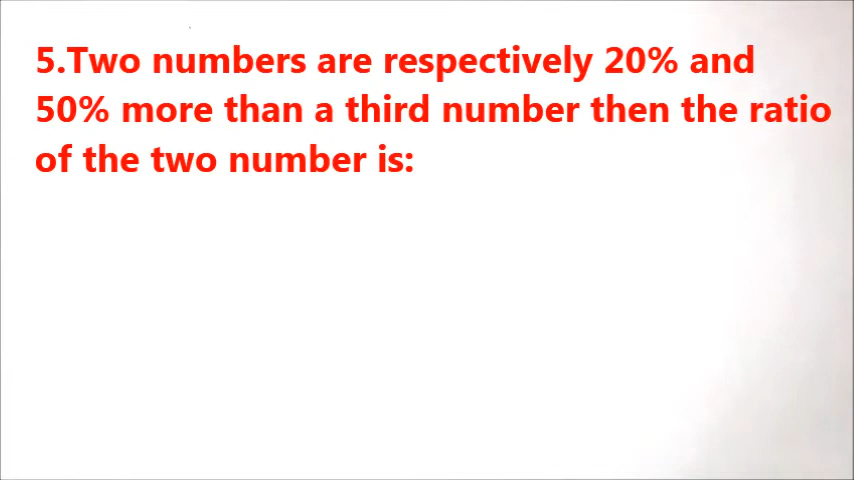 5.Two numbers are respectively 20% and
50% more than a third number then the ratio
of the two number is: